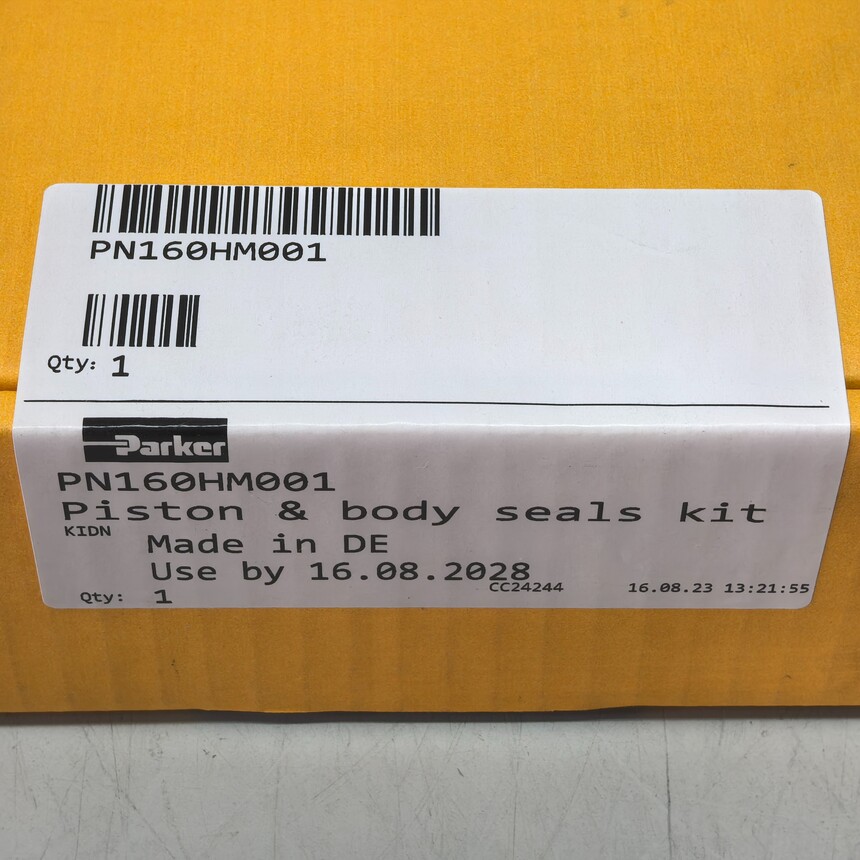 PN160HM001
Qty: 1
Parker
PN160HM001
Piston & body seals kit
KIDN
Made in DE
Use by 16.08.2028
CC24244 16.08.23 13:21:55
Qty: 1